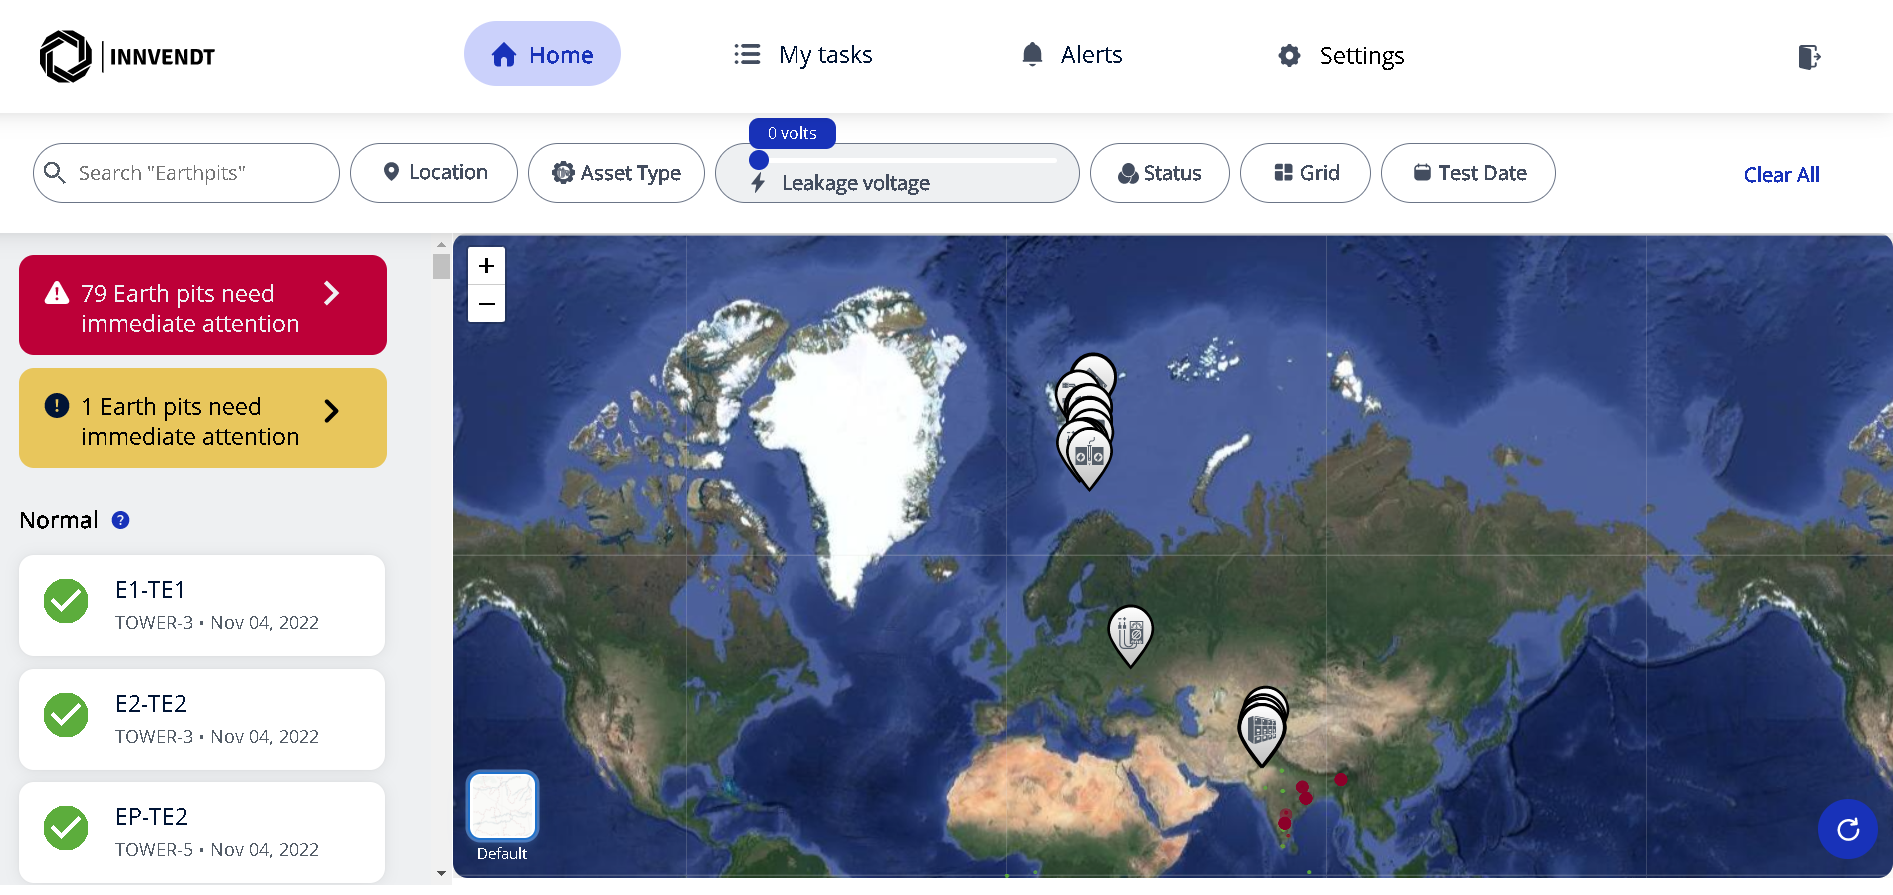 INNVENDT
Home
My tasks
Alerts
Settings
0 volts
Search "Earthpits"
Location
Asset Type
Leakage voltage
Status
Grid
Test Date
Clear All
79 Earth pits need
immediate attention
1 Earth pits need
immediate attention
Normal
E1-TE1
TOWER-3 • Nov 04, 2022
E2-TE2
TOWER-3 • Nov 04, 2022
EP-TE2
TOWER-5 • Nov 04, 2022
+
−
Default